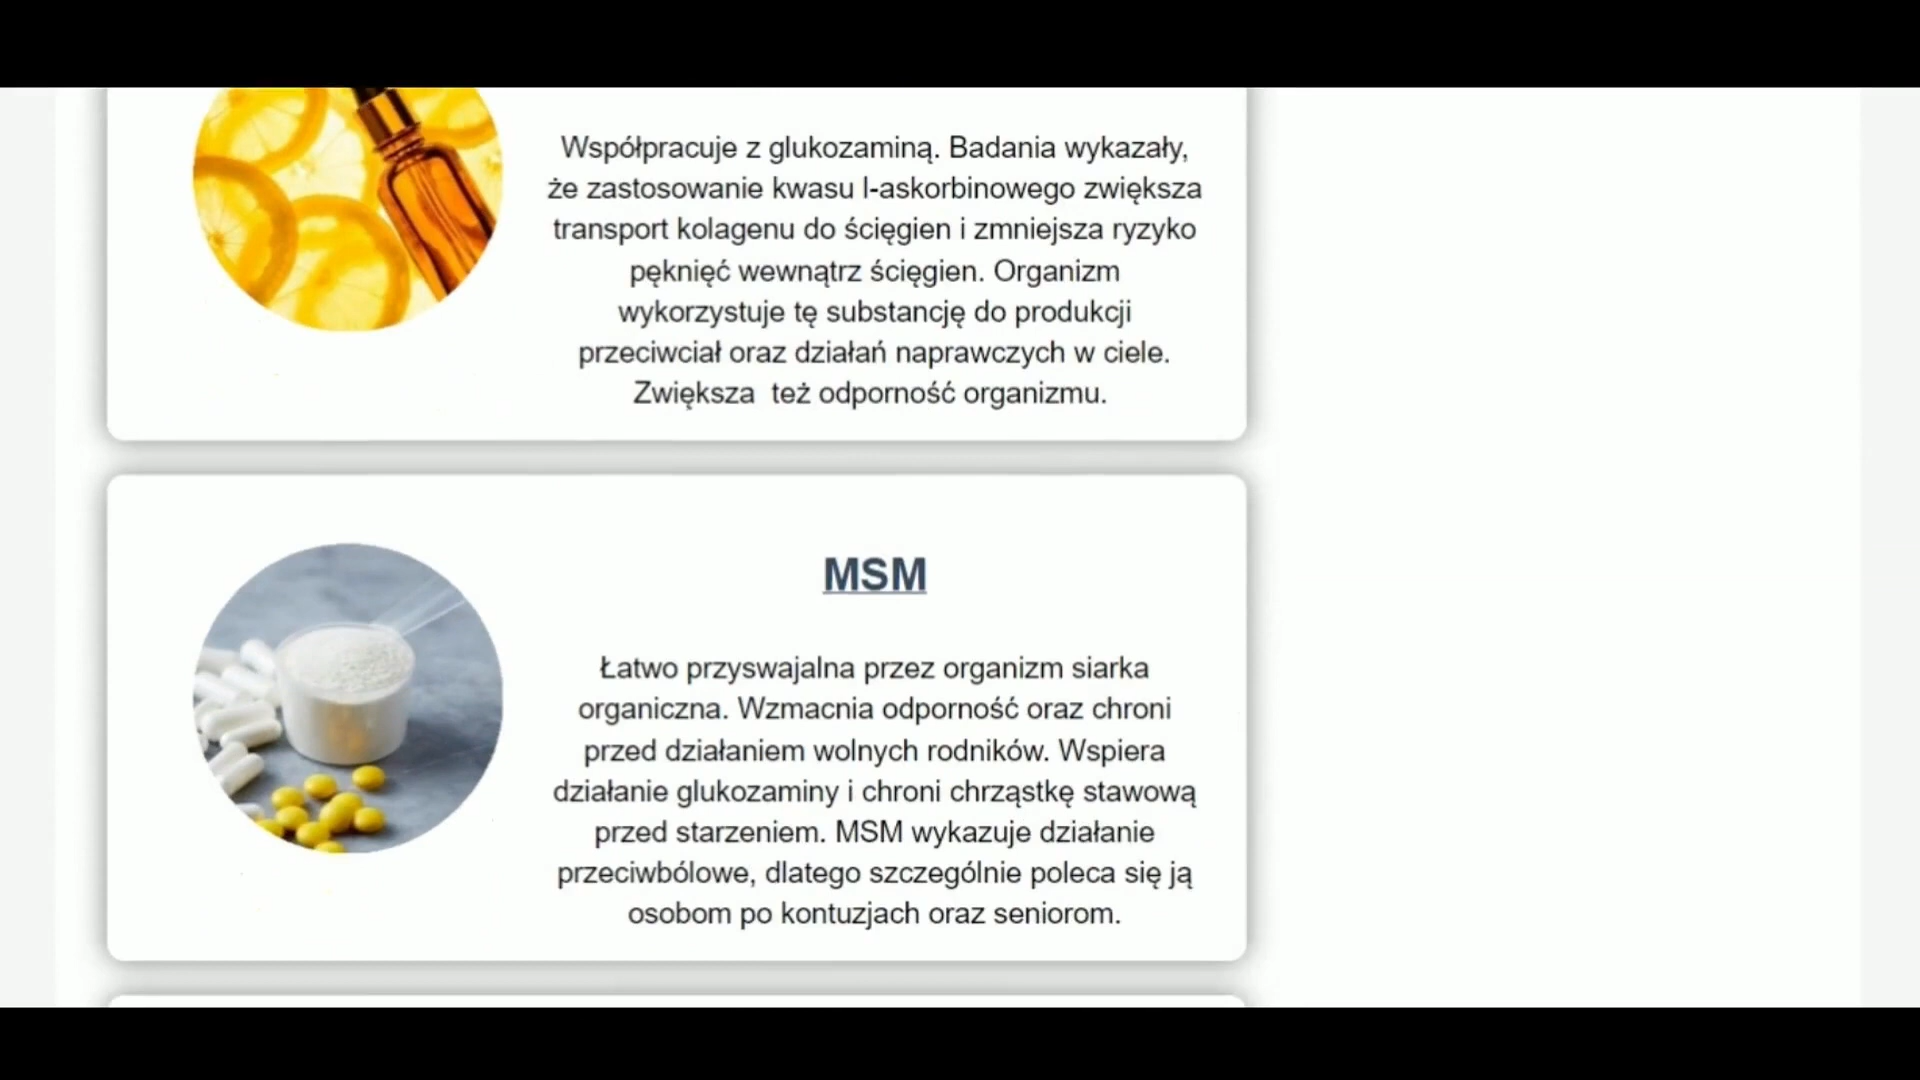 Współpracuje z glukozaminą. Badania wykazały,
że zastosowanie kwasu l-askorbinowego zwiększa
transport kolagenu do ścięgien i zmniejsza ryzyko
pęknięć wewnątrz ścięgien. Organizm
wykorzystuje tę substancję do produkcji
przeciwciał oraz działań naprawczych w ciele.
Zwiększa  też odporność organizmu.
MSM
Łatwo przyswajalna przez organizm siarka
organiczna. Wzmacnia odporność oraz chroni
przed działaniem wolnych rodników. Wspiera
działanie glukozaminy i chroni chrząstkę stawową
przed starzeniem. MSM wykazuje działanie
przeciwbólowe, dlatego szczególnie poleca się ją
osobom po kontuzjach oraz seniorom.